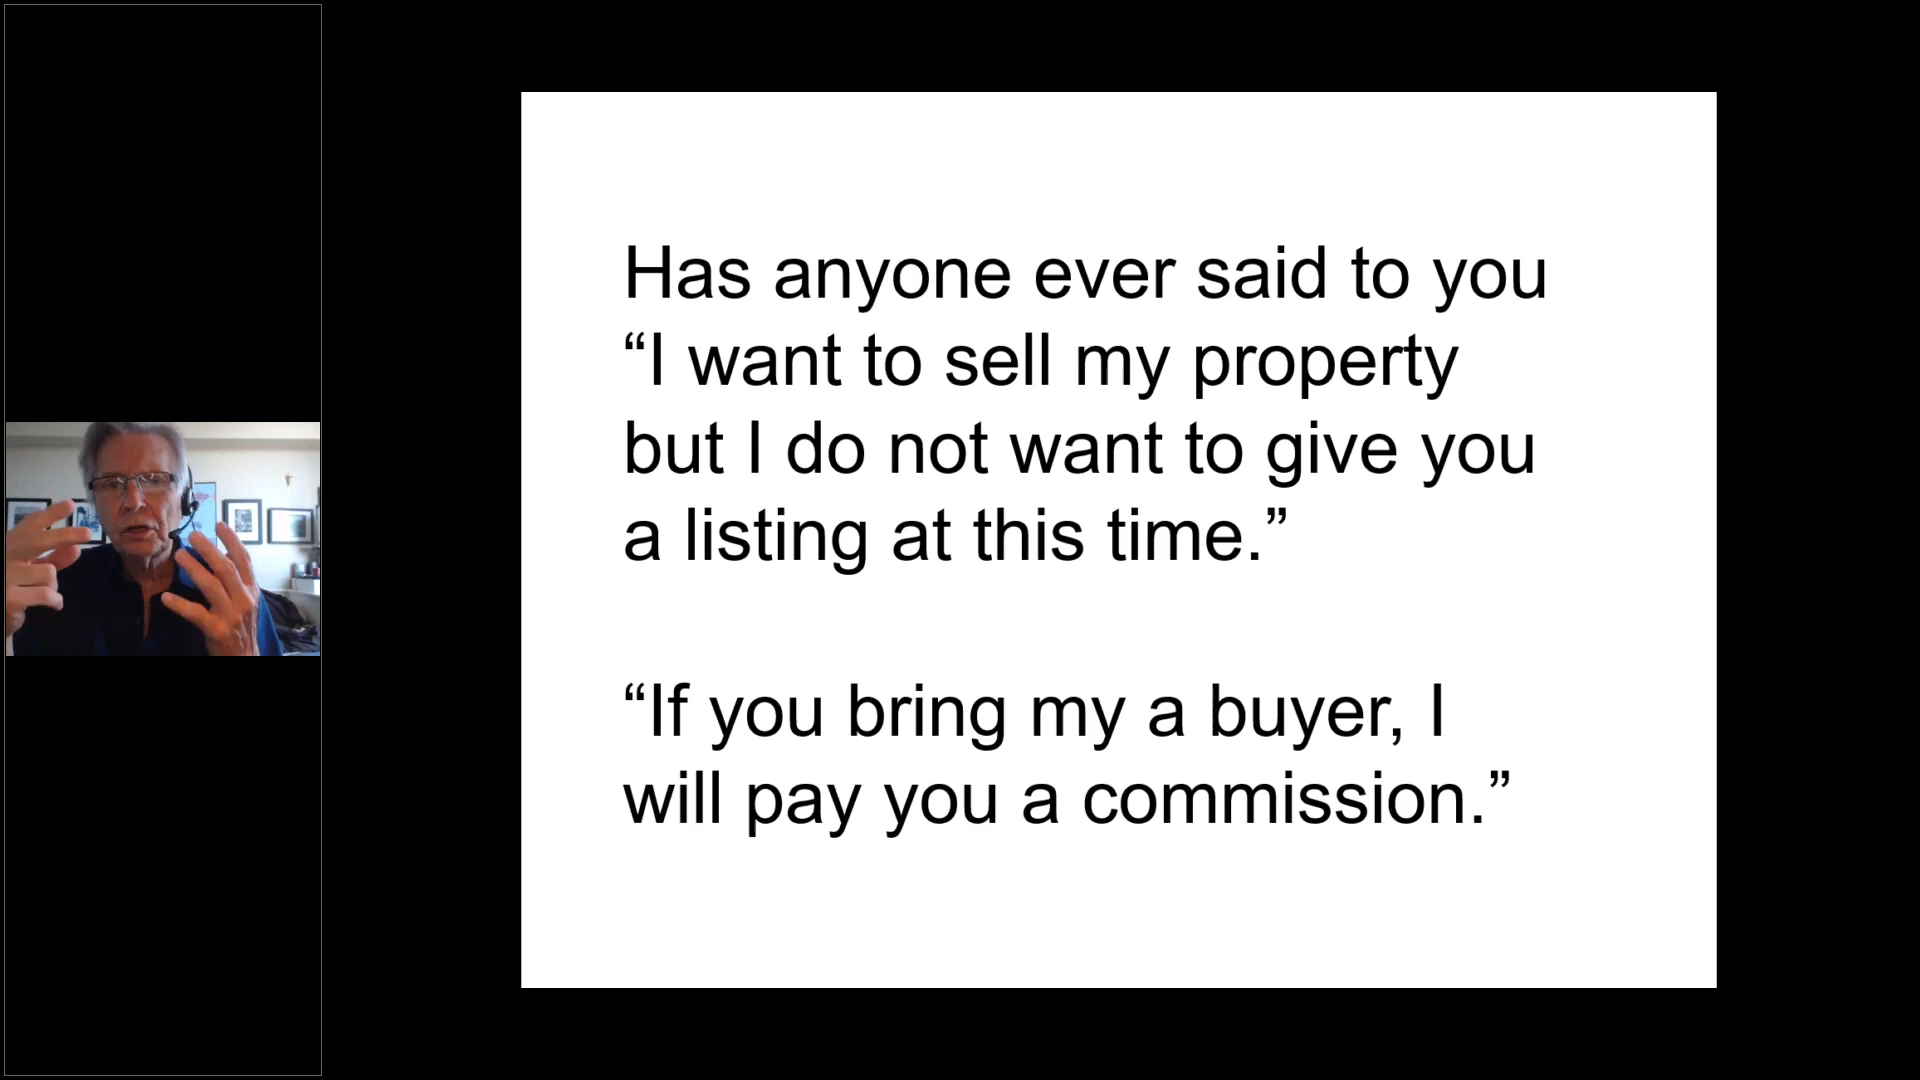 Has anyone ever said to you
“I want to sell my property
but I do not want to give you
a listing at this time.”
“If you bring my a buyer, I
will pay you a commission.”